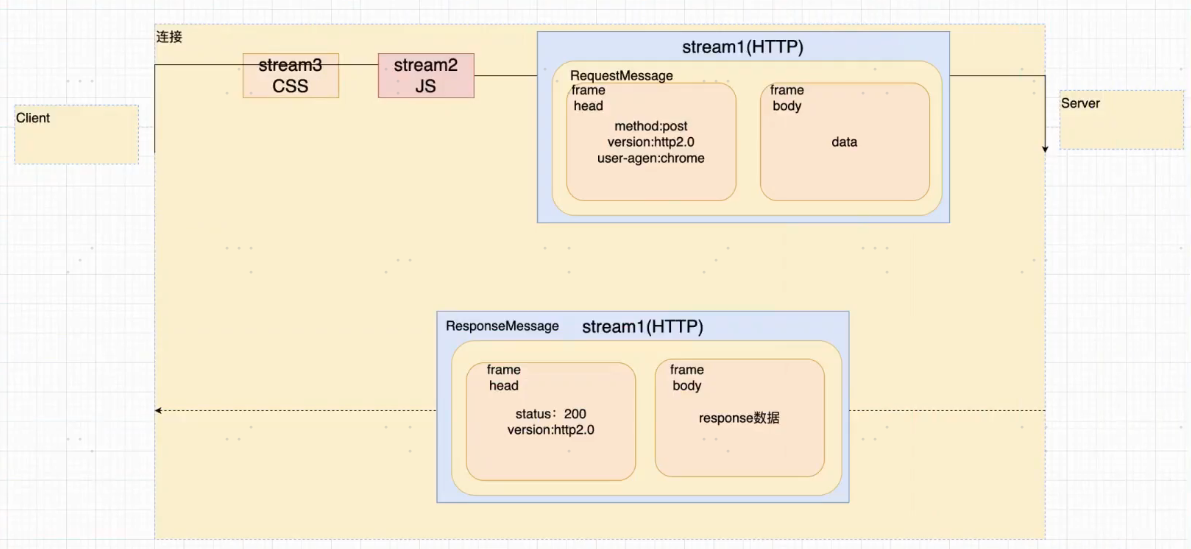 连接
stream3
CSS
stream2
JS
stream1(HTTP)
RequestMessage
frame
head
method:post
version:http2.0
user-agen:chrome
frame
body
data
Client
Server
ResponseMessage
stream1(HTTP)
frame
head
status：200
version:http2.0
frame
body
response数据